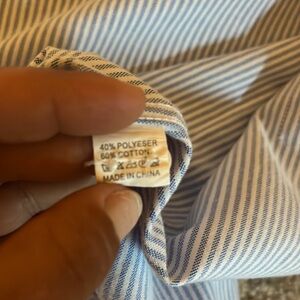 40% POLYESER
60% COTTON
MADE IN CHINA